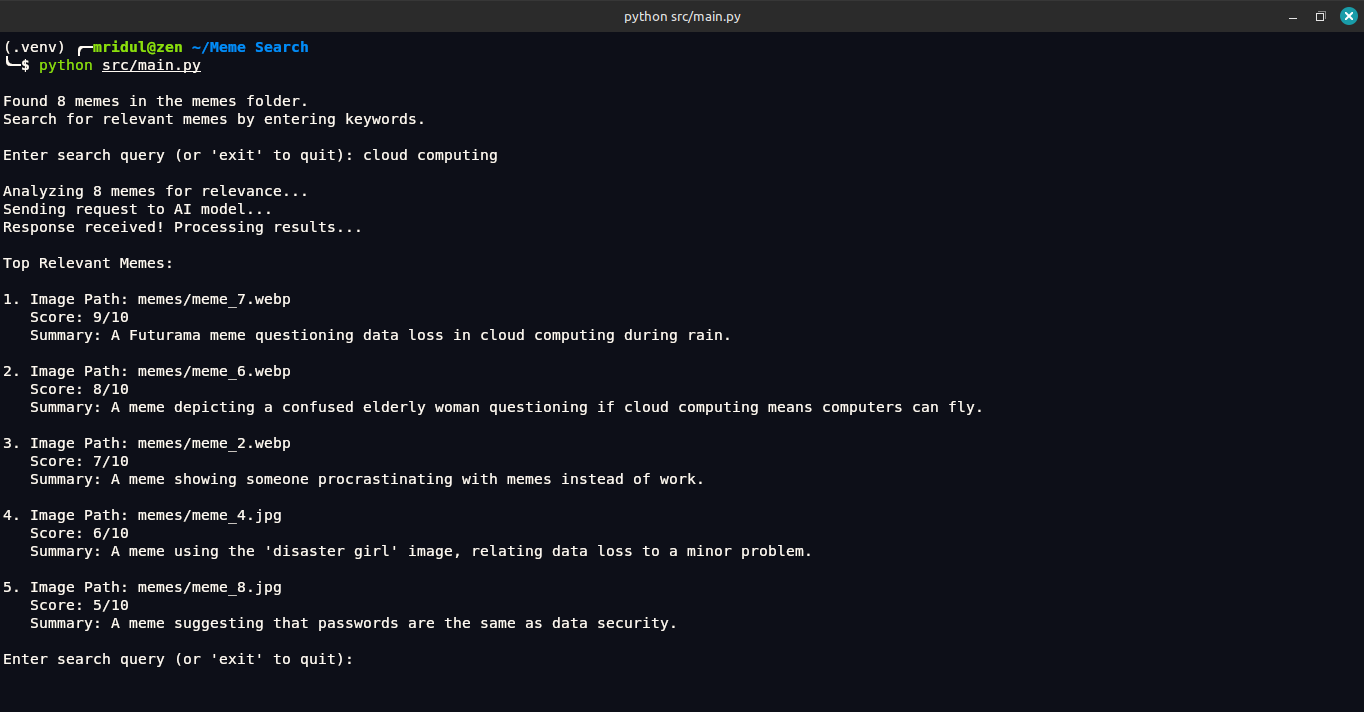 python src/main.py
(.venv) ╭─mridul@zen ~/Meme Search
╰─$ python src/main.py
Found 8 memes in the memes folder.
Search for relevant memes by entering keywords.
Enter search query (or 'exit' to quit): cloud computing
Analyzing 8 memes for relevance...
Sending request to AI model...
Response received! Processing results...
Top Relevant Memes:
1. Image Path: memes/meme_7.webp
Score: 9/10
Summary: A Futurama meme questioning data loss in cloud computing during rain.
2. Image Path: memes/meme_6.webp
Score: 8/10
Summary: A meme depicting a confused elderly woman questioning if cloud computing means computers can fly.
3. Image Path: memes/meme_2.webp
Score: 7/10
Summary: A meme showing someone procrastinating with memes instead of work.
4. Image Path: memes/meme_4.jpg
Score: 6/10
Summary: A meme using the 'disaster girl' image, relating data loss to a minor problem.
5. Image Path: memes/meme_8.jpg
Score: 5/10
Summary: A meme suggesting that passwords are the same as data security.
Enter search query (or 'exit' to quit):